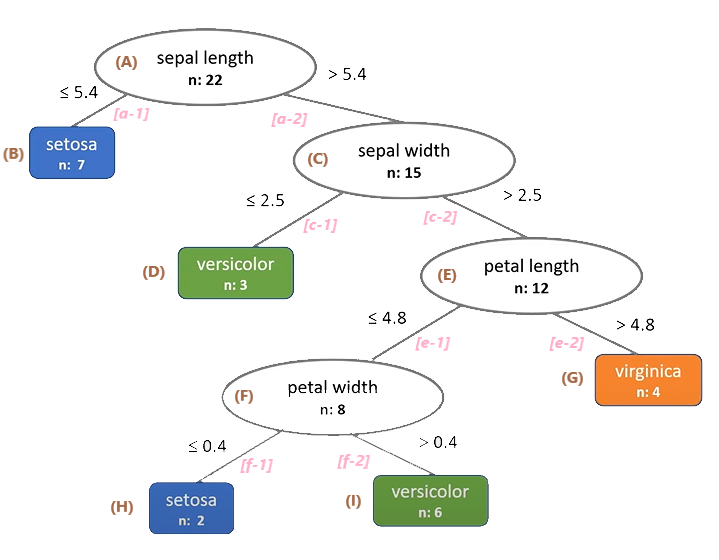 (A) sepal length
n: 22
≤ 5.4
> 5.4
[a-1]
[a-2]
(B) setosa
n: 7
(C) sepal width
n: 15
≤ 2.5
> 2.5
[c-1]
[c-2]
(D) versicolor
n: 3
(E) petal length
n: 12
≤ 4.8
> 4.8
[e-1]
[e-2]
(F) petal width
n: 8
(G) virginica
n: 4
≤ 0.4
> 0.4
[f-1]
[f-2]
(H) setosa
n: 2
(I) versicolor
n: 6